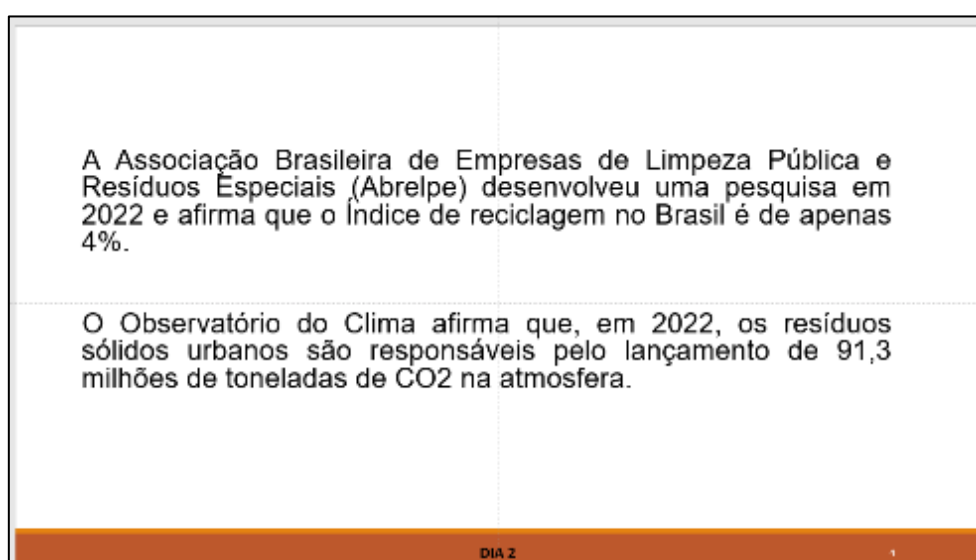 A Associação Brasileira de Empresas de Limpeza Pública e
Resíduos Especiais (Abrelpe) desenvolveu uma pesquisa em
2022 e afirma que o Índice de reciclagem no Brasil é de apenas
4%.
O Observatório do Clima afirma que, em 2022, os resíduos
sólidos urbanos são responsáveis pelo lançamento de 91,3
milhões de toneladas de CO2 na atmosfera.
DIA 2
1